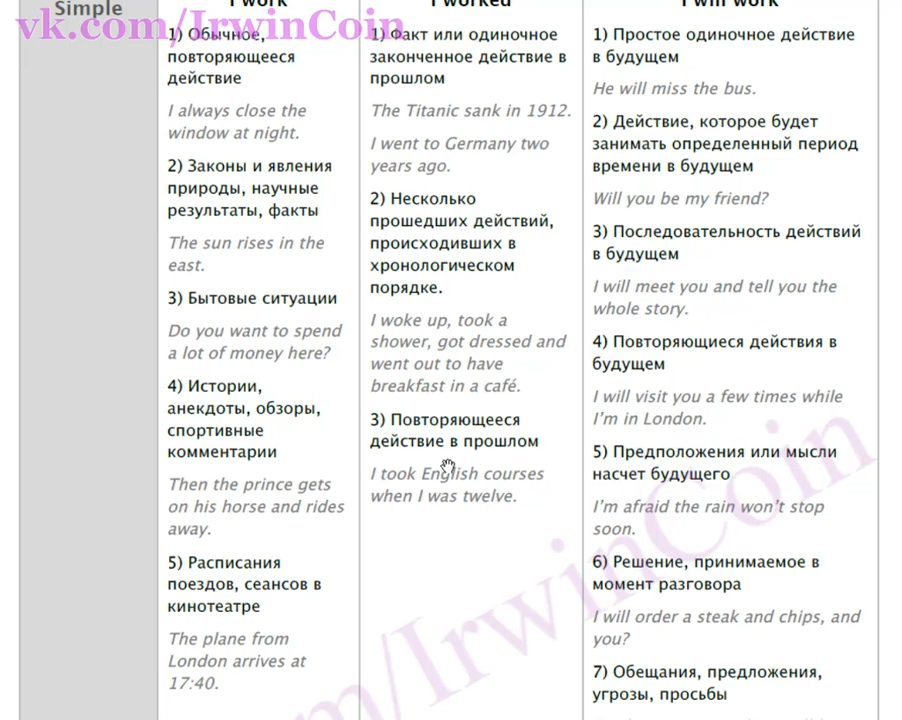 Simple
I work
I worked
I will work
vk.com/IrwinCoin
1) Обычное,
повторяющееся
действие
I always close the
window at night.
2) Законы и явления
природы, научные
результаты, факты
The sun rises in the
east.
3) Бытовые ситуации
Do you want to spend
a lot of money here?
4) Истории,
анекдоты, обзоры,
спортивные
комментарии
Then the prince gets
on his horse and rides
away.
5) Расписания
поездов, сеансов в
кинотеатре
The plane from
London arrives at
17:40.
1) Факт или одиночное
законченное действие в
прошлом
The Titanic sank in 1912.
I went to Germany two
years ago.
2) Несколько
прошедших действий,
происходивших в
хронологическом
порядке.
I woke up, took a
shower, got dressed and
went out to have
breakfast in a café.
3) Повторяющееся
действие в прошлом
I took English courses
when I was twelve.
1) Простое одиночное действие
в будущем
He will miss the bus.
2) Действие, которое будет
занимать определенный период
времени в будущем
Will you be my friend?
3) Последовательность действий
в будущем
I will meet you and tell you the
whole story.
4) Повторяющиеся действия в
будущем
I will visit you a few times while
I’m in London.
5) Предположения или мысли
насчет будущего
I’m afraid the rain won’t stop
soon.
6) Решение, принимаемое в
момент разговора
I will order a steak and chips, and
you?
7) Обещания, предложения,
угрозы, просьбы
m/IrwinCoin